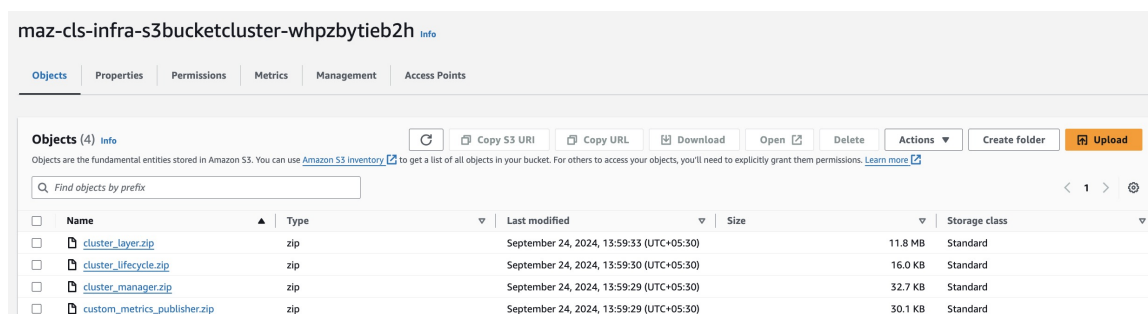 maz-cls-infra-s3bucketcluster-whpzbytieb2h Info
Objects Properties Permissions Metrics Management Access Points
Objects (4) Info Copy S3 URI Copy URL Download Open Delete Actions Create folder Upload
Objects are the fundamental entities stored in Amazon S3. You can use Amazon S3 inventory to get a list of all objects in your bucket. For others to access your objects, you'll need to explicitly grant them permissions. Learn more
Find objects by prefix 1
Name Type Last modified Size Storage class
cluster_layer.zip zip September 24, 2024, 13:59:33 (UTC+05:30) 11.8 MB Standard
cluster_lifecycle.zip zip September 24, 2024, 13:59:30 (UTC+05:30) 16.0 KB Standard
cluster_manager.zip zip September 24, 2024, 13:59:29 (UTC+05:30) 32.7 KB Standard
custom_metrics_publisher.zip zip September 24, 2024, 13:59:29 (UTC+05:30) 30.1 KB Standard